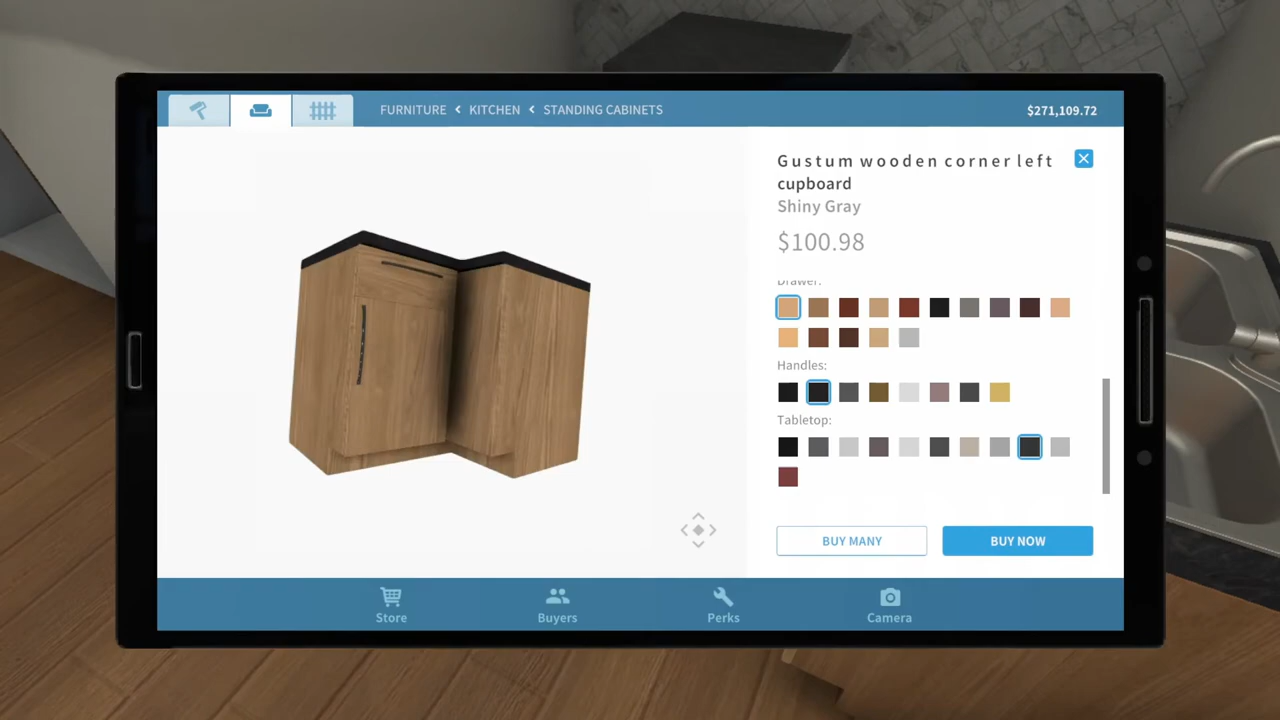 FURNITURE < KITCHEN < STANDING CABINETS
$271,109.72
Gustum wooden corner left
cupboard
Shiny Gray
$100.98
Drawer:
Handles:
Tabletop:
BUY MANY
BUY NOW
Store
Buyers
Perks
Camera